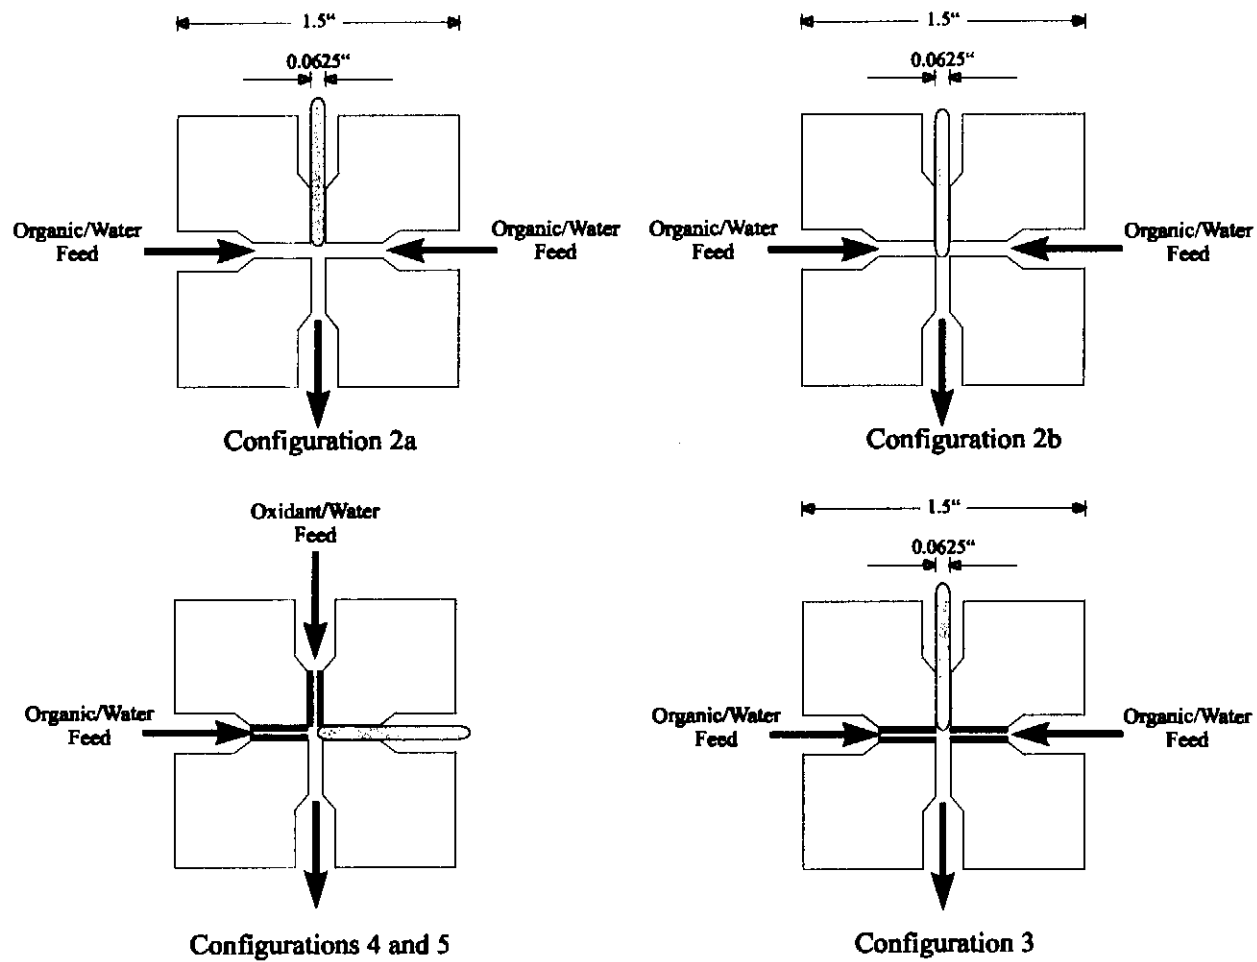 1.5“
1.5“
0.0625“
0.0625“
Organic/Water
Feed
Organic/Water
Feed
Organic/Water
Feed
Organic/Water
Feed
Configuration 2a
Configuration 2b
Oxidant/Water
Feed
1.5“
0.0625“
Organic/Water
Feed
Organic/Water
Feed
Organic/Water
Feed
Configurations 4 and 5
Configuration 3